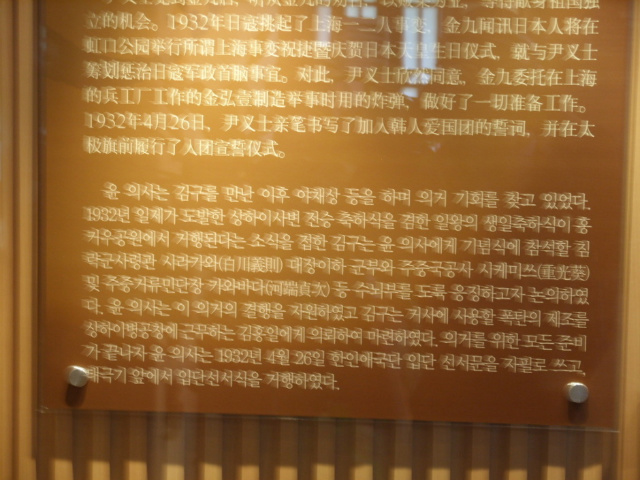 立的机会。1932年日寇挑起了上海一二八事变，金九闻讯日本人将在
虹口公园举行所谓上海事变祝捷暨庆贺日本天皇生日仪式，就与尹义士
筹划惩治日寇军政首脑事宜。对此，尹义士欣然同意，金九委托在上海
的兵工厂工作的金弘壹制造举事时用的炸弹，做好了一切准备工作。
1932年4月26日，尹义士亲笔书写了加入韩人爱国团的誓词，并在太
极旗前履行了入团宣誓仪式。
윤 의사는 김구를 만난 이후 야채상 등을 하며 의거 기회를 찾고 있었다.
1932년 일제가 도발한 상하이사변 전승 축하식을 겸한 일왕의 생일축하식이 홍
커우공원에서 거행된다는 소식을 접한 김구는 윤 의사에게 기념식에 참석할 침
략군사령관 시라카와(白川義則) 대장이하 군부와 주중국공사 시게미쓰(重光葵)
및 주중거류민단장 카와바다(河端貞次) 등 수뇌부를 도륙 응징하고자 논의하였
다. 윤 의사는 이 의거의 결행을 자원하였고 김구는 거사에 사용할 폭탄의 제조를
상하이병공창에 근무하는 김홍일에게 의뢰하여 마련하였다. 의거를 위한 모든 준비
가 끝나자 윤 의사는 1932년 4월 26일 한인애국단 입단 선서문을 자필로 쓰고,
태극기 앞에서 입단선서식을 거행하였다.